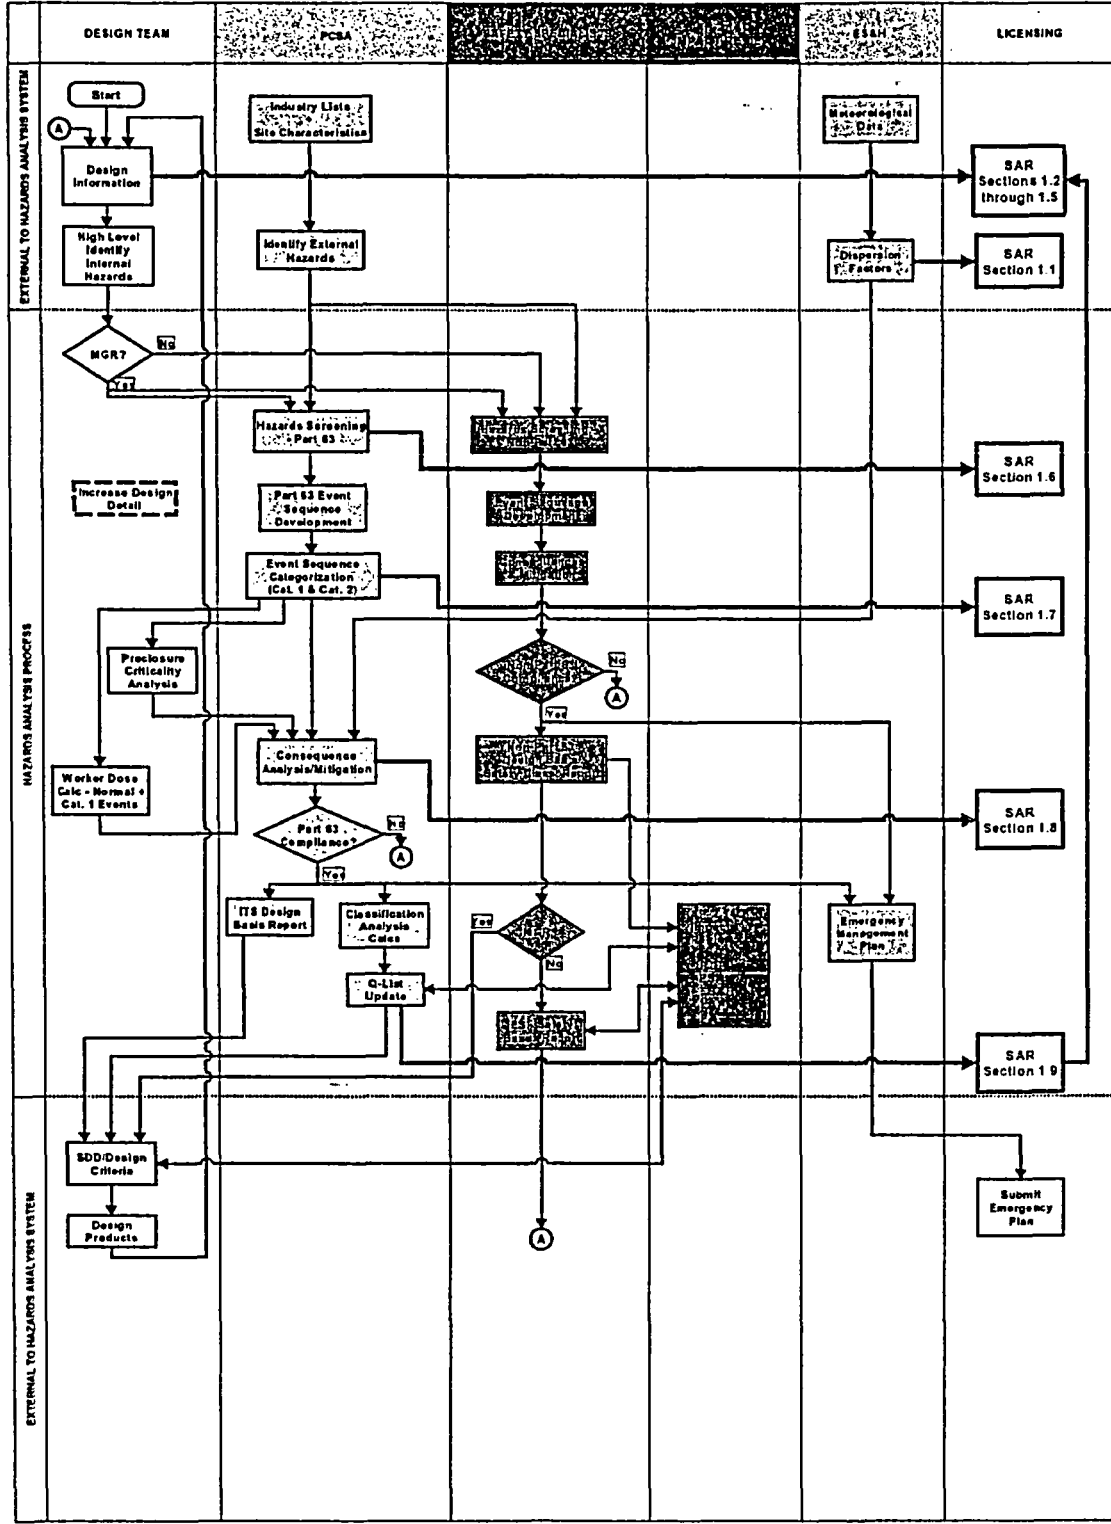 DESIGN TEAM
PCSA
ES&H
LICENSING
EXTERNAL TO HAZARDS ANALYSIS SYSTEM
Start
A
Design
Information
High Level
Identify
Internal
Hazards
Industry Lists
Site Characteristics
Identify External
Hazards
Meteorological
Data
Dispersion
Factors
SAR
Sections 1.2
through 1.5
SAR
Section 1.1
HAZARDS ANALYSIS PROCESS
MGR?
No
Yes
Hazards Screening
- Part 63
SAR
Section 1.6
Increase Design
Detail
Part 63 Event
Sequence
Development
Event Sequence
Categorization
(Cat. 1 & Cat. 2)
SAR
Section 1.7
Preclosure
Criticality
Analysis
No
A
Yes
Worker Dose
Calc - Normal +
Cat. 1 Events
Consequence
Analysis/Mitigation
SAR
Section 1.8
Part 63
Compliance?
No
A
Yes
ITS Design
Basis Report
Classification
Analysis
Calcs
Yes
No
Emergency
Management
Plan
Q-List
Update
SAR
Section 1 9
EXTERNAL TO HAZARDS ANALYSIS SYSTEM
SDD/Design
Criteria
Design
Products
A
Submit
Emergency
Plan